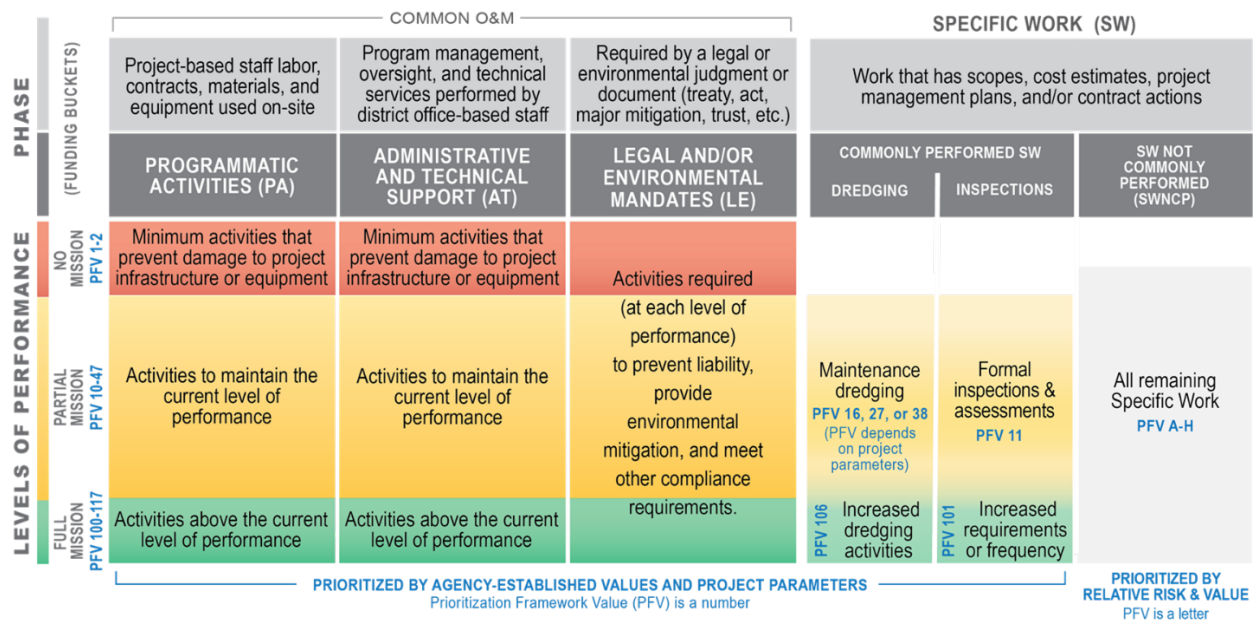 COMMON O&M
SPECIFIC WORK (SW)
PHASE
(FUNDING BUCKETS)
Project-based staff labor,
contracts, materials, and
equipment used on-site
Program management,
oversight, and technical
services performed by
district office-based staff
Required by a legal or
environmental judgment or
document (treaty, act,
major mitigation, trust, etc.)
Work that has scopes, cost estimates, project
management plans, and/or contract actions
PROGRAMMATIC
ACTIVITIES (PA)
ADMINISTRATIVE
AND TECHNICAL
SUPPORT (AT)
LEGAL AND/OR
ENVIRONMENTAL
MANDATES (LE)
COMMONLY PERFORMED SW
DREDGING
INSPECTIONS
SW NOT
COMMONLY
PERFORMED
(SWNCP)
LEVELS OF PERFORMANCE
NO
MISSION
PFV 1-2
Minimum activities that
prevent damage to project
infrastructure or equipment
Minimum activities that
prevent damage to project
infrastructure or equipment
Activities required
(at each level of
performance)
to prevent liability,
provide
environmental
mitigation, and meet
other compliance
requirements.
PARTIAL
MISSION
PFV 10-47
Activities to maintain the
current level of
performance
Activities to maintain the
current level of
performance
Maintenance
dredging
PFV 16, 27, or 38
(PFV depends
on project
parameters)
Formal
inspections &
assessments
PFV 11
All remaining
Specific Work
PFV A-H
FULL
MISSION
PFV 100-117
Activities above the current
level of performance
Activities above the current
level of performance
PFV 106
Increased
dredging
activities
PFV 101
Increased
requirements
or frequency
PRIORITIZED BY AGENCY-ESTABLISHED VALUES AND PROJECT PARAMETERS
Prioritization Framework Value (PFV) is a number
PRIORITIZED BY
RELATIVE RISK & VALUE
PFV is a letter